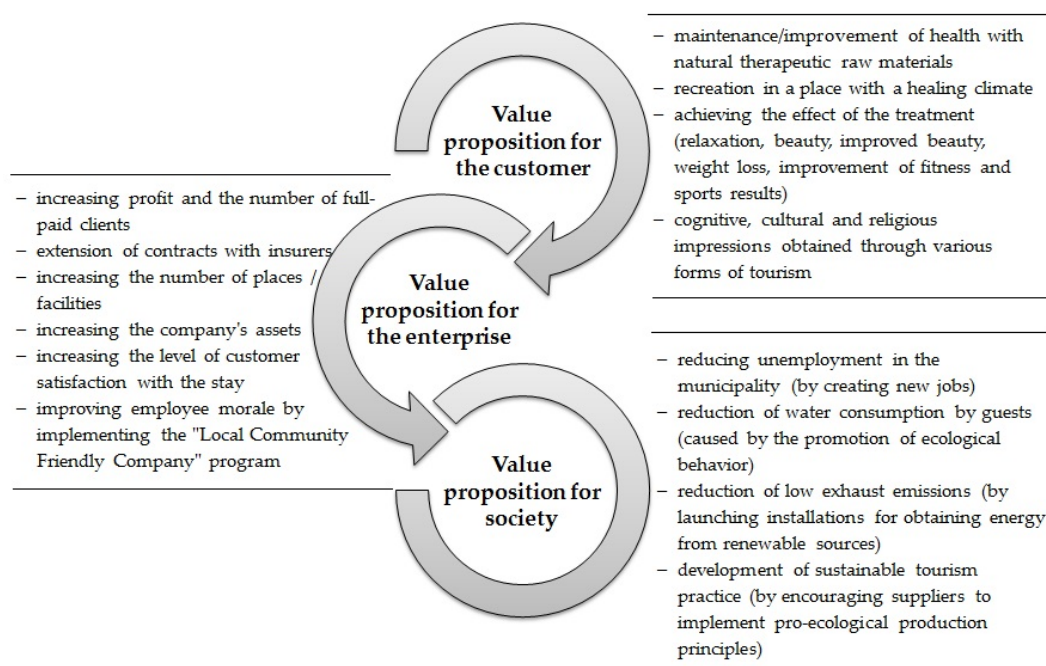 Value
proposition for
the customer
– maintenance/improvement of health with
natural therapeutic raw materials
– recreation in a place with a healing climate
– achieving the effect of the treatment
(relaxation, beauty, improved beauty,
weight loss, improvement of fitness and
sports results)
– cognitive, cultural and religious
impressions obtained through various
forms of tourism
– increasing profit and the number of full-
paid clients
– extension of contracts with insurers
– increasing the number of places /
facilities
– increasing the company's assets
– increasing the level of customer
satisfaction with the stay
– improving employee morale by
implementing the "Local Community
Friendly Company" program
Value
proposition for
the enterprise
Value
proposition for
society
– reducing unemployment in the
municipality (by creating new jobs)
– reduction of water consumption by guests
(caused by the promotion of ecological
behavior)
– reduction of low exhaust emissions (by
launching installations for obtaining energy
from renewable sources)
– development of sustainable tourism
practice (by encouraging suppliers to
implement pro-ecological production
principles)